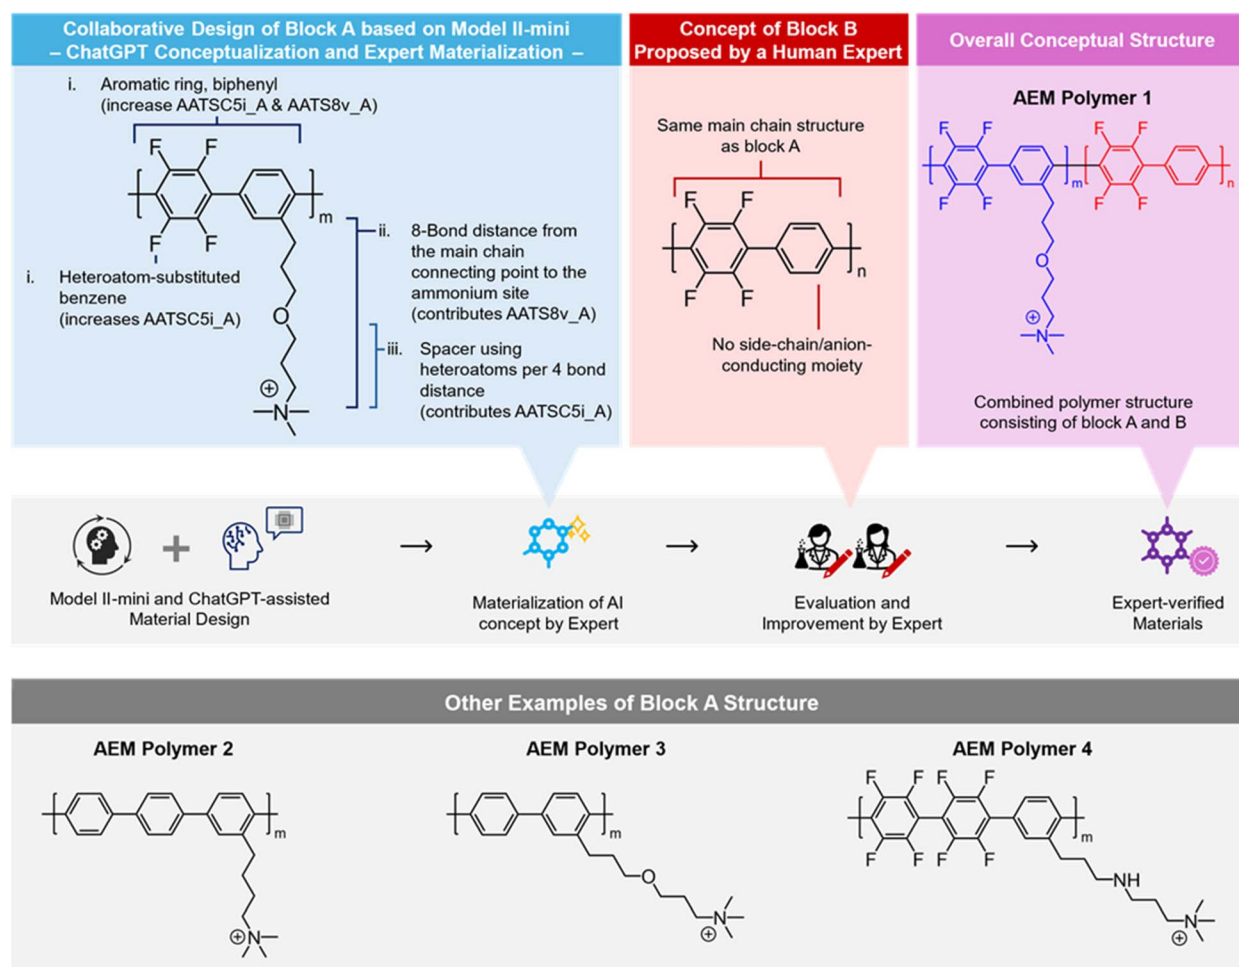 Collaborative Design of Block A based on Model II-mini
– ChatGPT Conceptualization and Expert Materialization –
i. Aromatic ring, biphenyl
(increase AATSC5i_A & AATS8v_A)
F F
F F
m
i. Heteroatom-substituted
benzene
(increases AATSC5i_A)
O
⊕
N
ii. 8-Bond distance from
the main chain
connecting point to the
ammonium site
(contributes AATS8v_A)
iii. Spacer using
heteroatoms per 4 bond
distance
(contributes AATSC5i_A)
Concept of Block B
Proposed by a Human Expert
Same main chain structure
as block A
F F
F F
n
No side-chain/anion-
conducting moiety
Overall Conceptual Structure
AEM Polymer 1
F F F F
m n
F F F F
O
⊕
N
Combined polymer structure
consisting of block A and B
Model II-mini and ChatGPT-assisted
Material Design
Materialization of AI
concept by Expert
Evaluation and
Improvement by Expert
Expert-verified
Materials
Other Examples of Block A Structure
AEM Polymer 2
m
⊕N
AEM Polymer 3
m
O
N
⊕
AEM Polymer 4
F F F F
m
F F F F
NH
N
⊕